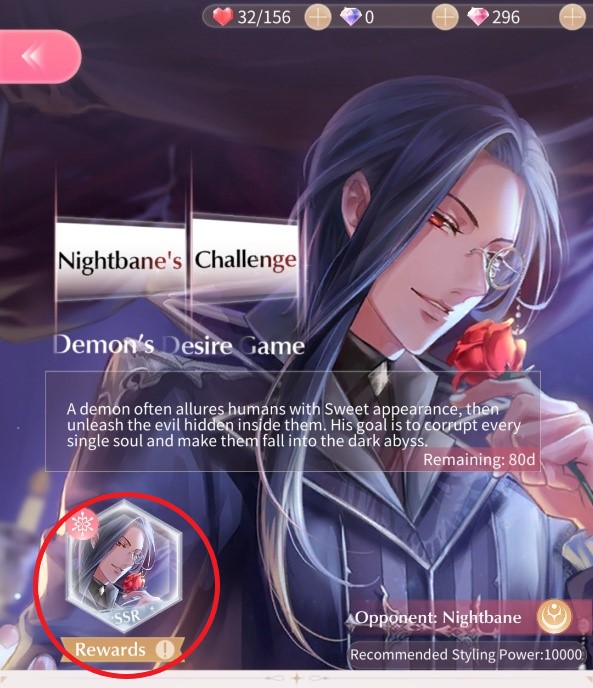 32/156
0
296
Nightbane's Challenge
Demon's Desire Game
A demon often allures humans with Sweet appearance, then
unleash the evil hidden inside them. His goal is to corrupt every
single soul and make them fall into the dark abyss.
Remaining: 80d
SSR
Opponent: Nightbane
Rewards !
Recommended Styling Power:10000